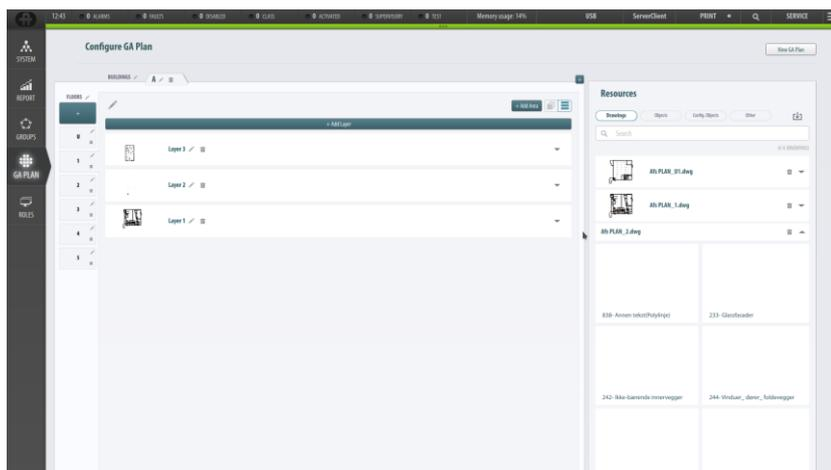 12:43 0 ALARMS 0 FAULTS 0 DISABLED 0 CLASS 0 ACTIVATED 0 SUPERVISORY 0 TEST Memory usage: 14% USB ServerClient PRINT SERVICE
SYSTEM
REPORT
GROUPS
GA PLAN
ROLES
Configure GA Plan
View GA Plan
BUILDINGS A
FLOORS
+
U
1
2
3
4
5
+ Add Area
+ Add Layer
Layer 3
Layer 2
Layer 1
+
Resources
Drawings Objects Config. Objects Other
Search
Afs PLAN_U1.dwg
Afs PLAN_1.dwg
Afs PLAN_2.dwg
838- Annen tekst(Polylinje) 233- Glassfasader
242- Ikke-bærende innervegger 244- Vinduer_ dører_ foldevegger